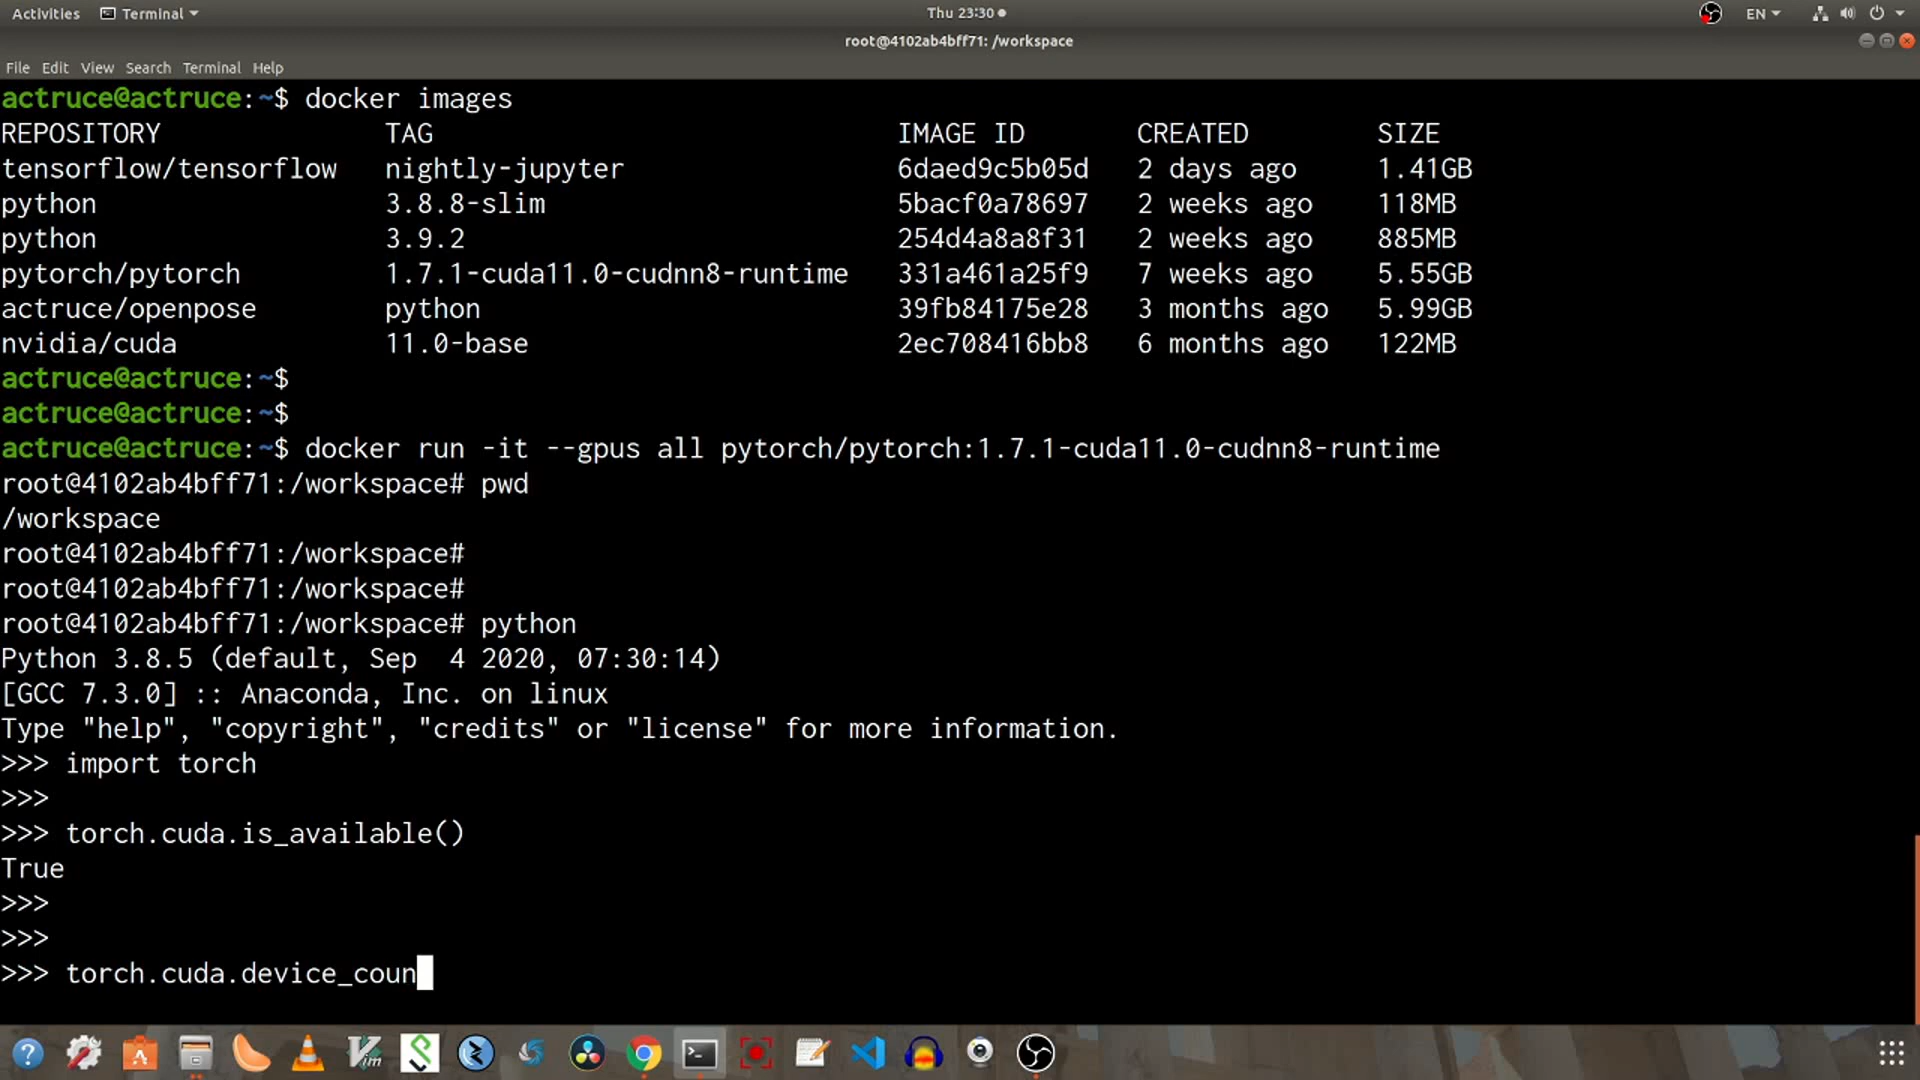 Activities Terminal Thu 23:30 EN
root@4102ab4bff71: /workspace
File Edit View Search Terminal Help
actruce@actruce:~$ docker images
REPOSITORY TAG IMAGE ID CREATED SIZE
tensorflow/tensorflow nightly-jupyter 6daed9c5b05d 2 days ago 1.41GB
python 3.8.8-slim 5bacf0a78697 2 weeks ago 118MB
python 3.9.2 254d4a8a8f31 2 weeks ago 885MB
pytorch/pytorch 1.7.1-cuda11.0-cudnn8-runtime 331a461a25f9 7 weeks ago 5.55GB
actruce/openpose python 39fb84175e28 3 months ago 5.99GB
nvidia/cuda 11.0-base 2ec708416bb8 6 months ago 122MB
actruce@actruce:~$
actruce@actruce:~$
actruce@actruce:~$ docker run -it --gpus all pytorch/pytorch:1.7.1-cuda11.0-cudnn8-runtime
root@4102ab4bff71:/workspace# pwd
/workspace
root@4102ab4bff71:/workspace#
root@4102ab4bff71:/workspace#
root@4102ab4bff71:/workspace# python
Python 3.8.5 (default, Sep  4 2020, 07:30:14)
[GCC 7.3.0] :: Anaconda, Inc. on linux
Type "help", "copyright", "credits" or "license" for more information.
>>> import torch
>>>
>>> torch.cuda.is_available()
True
>>>
>>>
>>> torch.cuda.device_coun